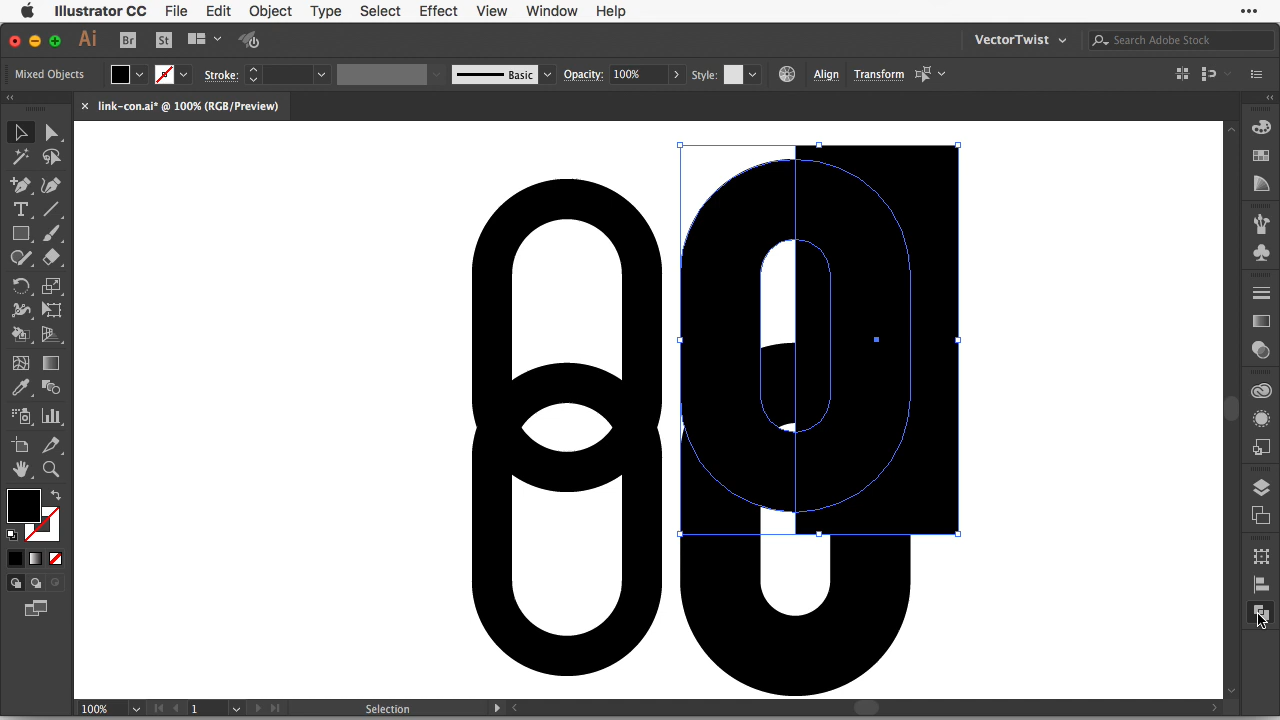 Illustrator CC File Edit Object Type Select Effect View Window Help
Ai Br St VectorTwist Search Adobe Stock
Mixed Objects Stroke: Basic Opacity: 100% Style: Align Transform
× link-con.ai* @ 100% (RGB/Preview)
100% 1 Selection